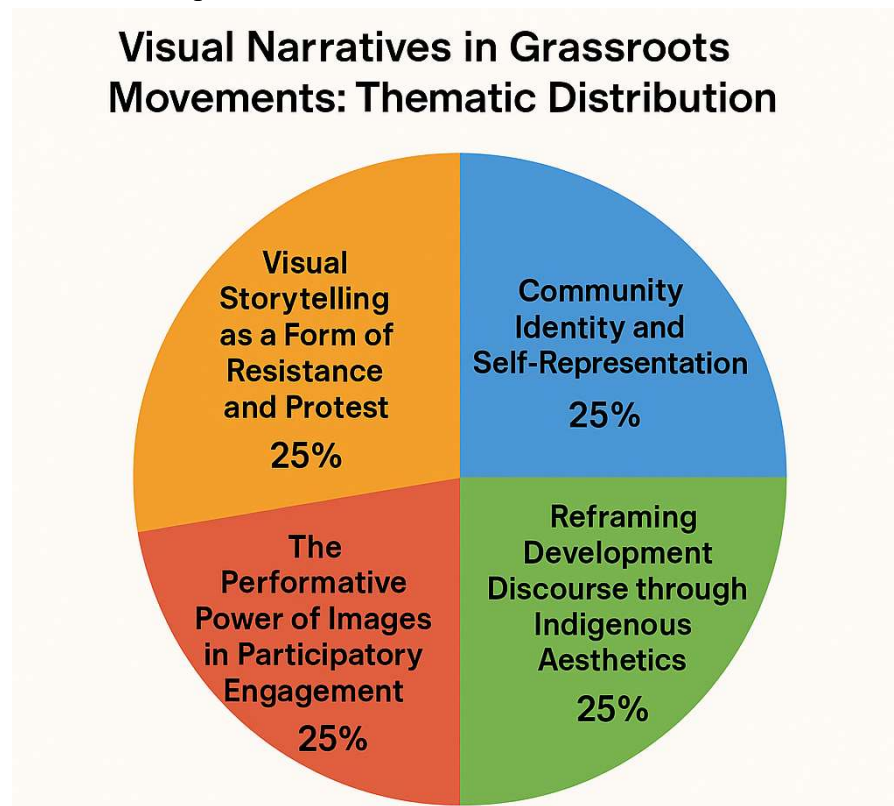 Visual Narratives in Grassroots
Movements: Thematic Distribution
Visual
Storytelling
as a Form of
Resistance
and Protest
25%
Community
Identity and
Self-Representation
25%
The
Performative
Power of Images
in Participatory
Engagement
25%
Reframing
Development
Discourse through
Indigenous
Aesthetics
25%